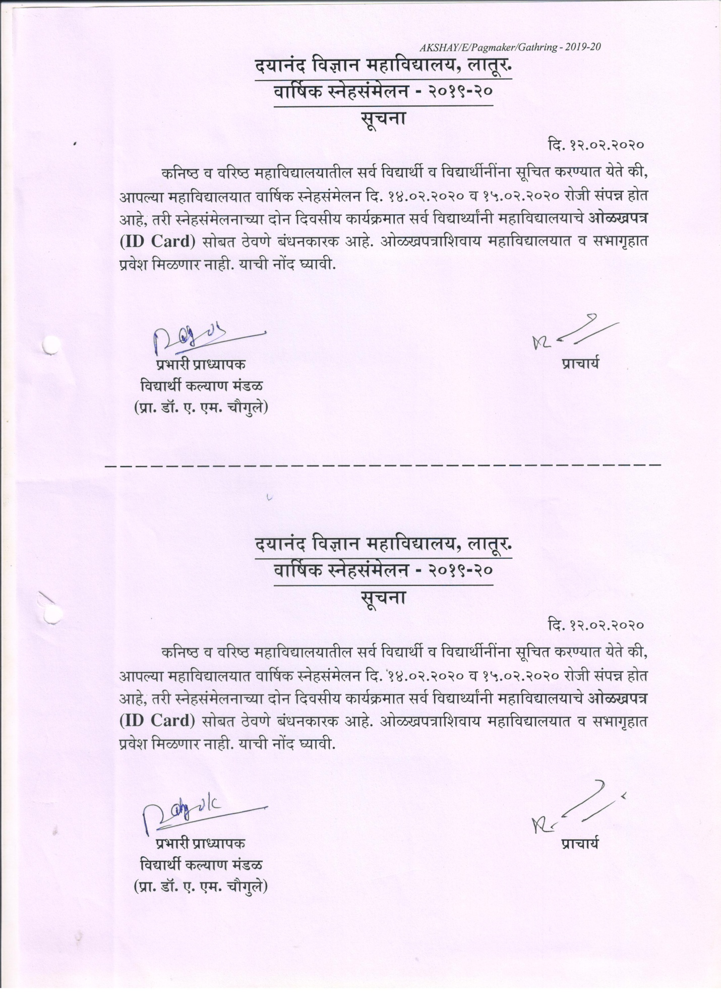 AKSHAY/E/Pagmaker/Gathring - 2019-20
दयानंद विज्ञान महाविद्यालय, लातूर.
वार्षिक स्नेहसंमेलन - २०१९-२०
सूचना
दि. १२.०२.२०२०
कनिष्ठ व वरिष्ठ महाविद्यालयातील सर्व विद्यार्थी व विद्यार्थीनींना सूचित करण्यात येते की,
आपल्या महाविद्यालयात वार्षिक स्नेहसंमेलन दि. १४.०२.२०२० व १५.०२.२०२० रोजी संपन्न होत
आहे, तरी स्नेहसंमेलनाच्या दोन दिवसीय कार्यक्रमात सर्व विद्यार्थ्यांनी महाविद्यालयाचे ओळखपत्र
(ID Card) सोबत ठेवणे बंधनकारक आहे. ओळखपत्राशिवाय महाविद्यालयात व सभागृहात
प्रवेश मिळणार नाही. याची नोंद घ्यावी.
प्रभारी प्राध्यापक प्राचार्य
विद्यार्थी कल्याण मंडळ
(प्रा. डॉ. ए. एम. चौगुले)
दयानंद विज्ञान महाविद्यालय, लातूर.
वार्षिक स्नेहसंमेलन - २०१९-२०
सूचना
दि. १२.०२.२०२०
कनिष्ठ व वरिष्ठ महाविद्यालयातील सर्व विद्यार्थी व विद्यार्थीनींना सूचित करण्यात येते की,
आपल्या महाविद्यालयात वार्षिक स्नेहसंमेलन दि. १४.०२.२०२० व १५.०२.२०२० रोजी संपन्न होत
आहे, तरी स्नेहसंमेलनाच्या दोन दिवसीय कार्यक्रमात सर्व विद्यार्थ्यांनी महाविद्यालयाचे ओळखपत्र
(ID Card) सोबत ठेवणे बंधनकारक आहे. ओळखपत्राशिवाय महाविद्यालयात व सभागृहात
प्रवेश मिळणार नाही. याची नोंद घ्यावी.
प्रभारी प्राध्यापक प्राचार्य
विद्यार्थी कल्याण मंडळ
(प्रा. डॉ. ए. एम. चौगुले)